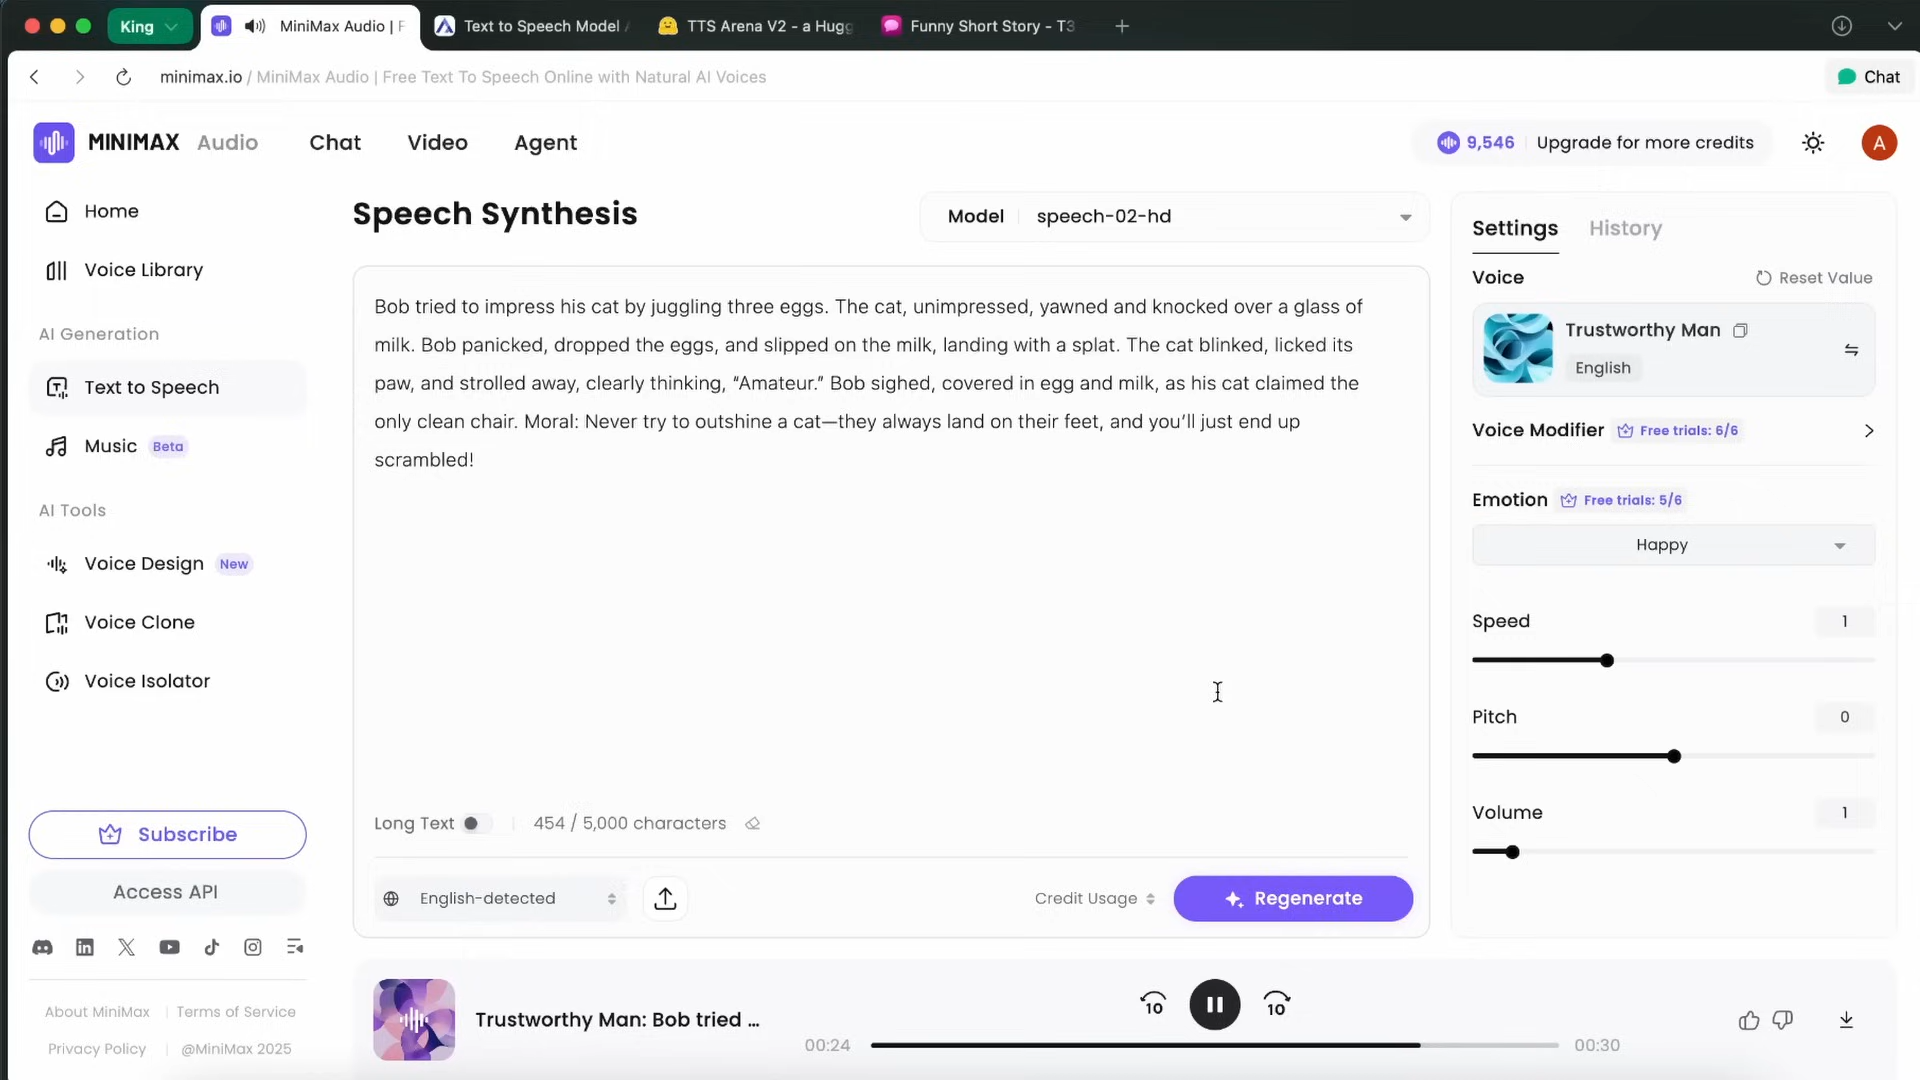 King
MiniMax Audio | F
Text to Speech Model
TTS Arena V2 - a Hugg
Funny Short Story - T3
minimax.io / MiniMax Audio | Free Text To Speech Online with Natural AI Voices
Chat
MINIMAX Audio
Chat
Video
Agent
9,546
Upgrade for more credits
A
Home
Voice Library
AI Generation
Text to Speech
Music Beta
AI Tools
Voice Design New
Voice Clone
Voice Isolator
Subscribe
Access API
About MiniMax | Terms of Service
Privacy Policy | @MiniMax 2025
Speech Synthesis
Model speech-02-hd
Bob tried to impress his cat by juggling three eggs. The cat, unimpressed, yawned and knocked over a glass of
milk. Bob panicked, dropped the eggs, and slipped on the milk, landing with a splat. The cat blinked, licked its
paw, and strolled away, clearly thinking, “Amateur.” Bob sighed, covered in egg and milk, as his cat claimed the
only clean chair. Moral: Never try to outshine a cat—they always land on their feet, and you’ll just end up
scrambled!
Long Text
454 / 5,000 characters
English-detected
Credit Usage
Regenerate
Settings
History
Voice
Reset Value
Trustworthy Man
English
Voice Modifier Free trials: 6/6
Emotion Free trials: 5/6
Happy
Speed 1
Pitch 0
Volume 1
Trustworthy Man: Bob tried ...
10
10
00:24
00:30